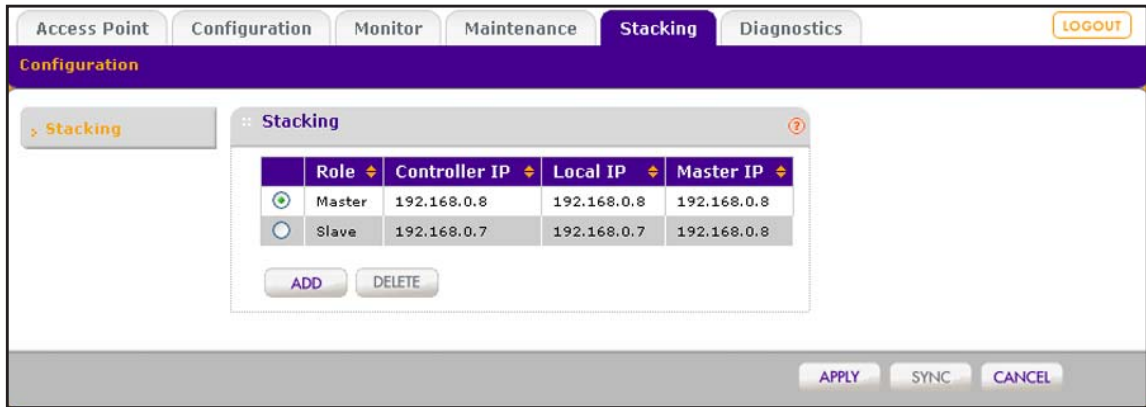 Access Point Configuration Monitor Maintenance Stacking Diagnostics LOGOUT
Configuration
Stacking
Stacking ?
Role Controller IP Local IP Master IP
Master 192.168.0.8 192.168.0.8 192.168.0.8
Slave 192.168.0.7 192.168.0.7 192.168.0.8
ADD DELETE
APPLY SYNC CANCEL